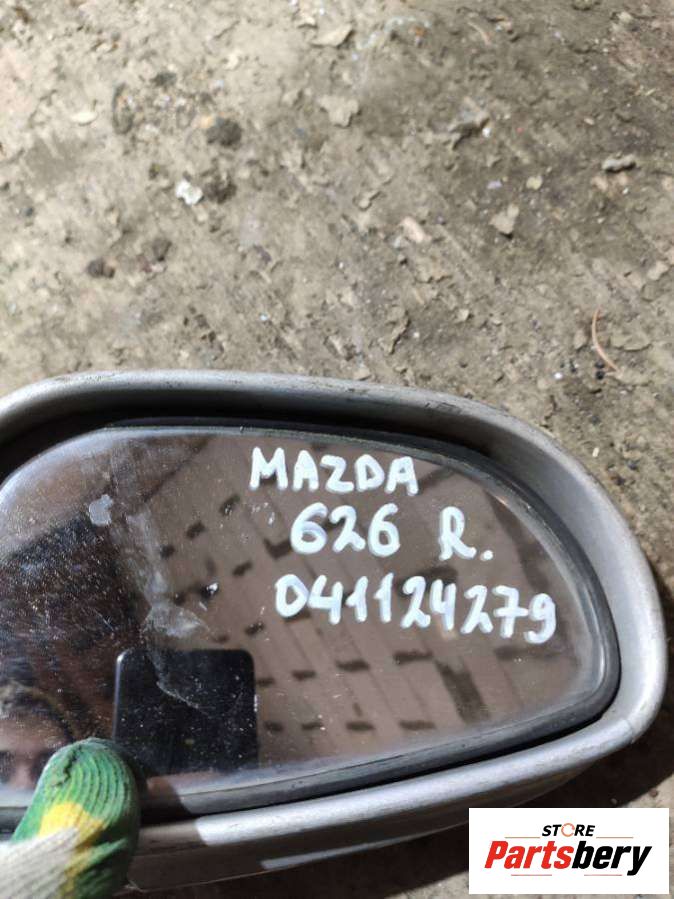 MAZDA
626 R.
041124279
STORE
Partsbery